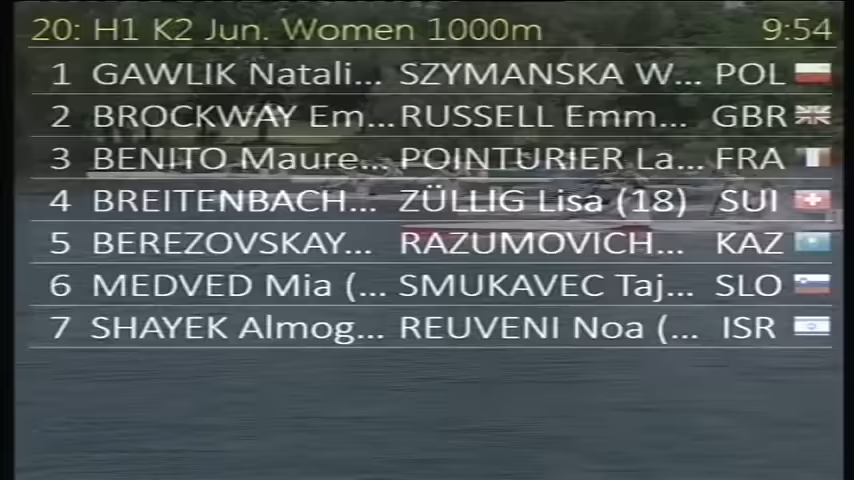 20: H1 K2 Jun. Women 1000m 9:54
1 GAWLIK Natali... SZYMANSKA W... POL
2 BROCKWAY Em... RUSSELL Emm... GBR
3 BENITO Maure... POINTURIER La... FRA
4 BREITENBACH... ZÜLLIG Lisa (18) SUI
5 BEREZOVSKAY... RAZUMOVICH... KAZ
6 MEDVED Mia (... SMUKAVEC Taj... SLO
7 SHAYEK Almog... REUVENI Noa (... ISR